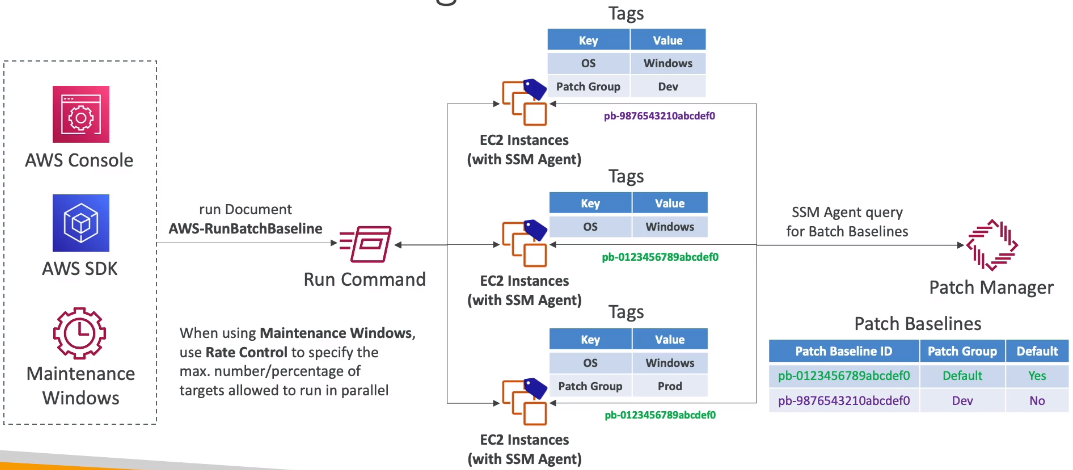 AWS Console
AWS SDK
Maintenance
Windows
run Document
AWS-RunBatchBaseline
Run Command
When using Maintenance Windows,
use Rate Control to specify the
max. number/percentage of
targets allowed to run in parallel
Tags
Key Value
OS Windows
Patch Group Dev
pb-9876543210abcdef0
EC2 Instances
(with SSM Agent)
Tags
Key Value
OS Windows
pb-0123456789abcdef0
EC2 Instances
(with SSM Agent)
Tags
Key Value
OS Windows
Patch Group Prod
pb-0123456789abcdef0
EC2 Instances
(with SSM Agent)
SSM Agent query
for Batch Baselines
Patch Manager
Patch Baselines
Patch Baseline ID Patch Group Default
pb-0123456789abcdef0 Default Yes
pb-9876543210abcdef0 Dev No